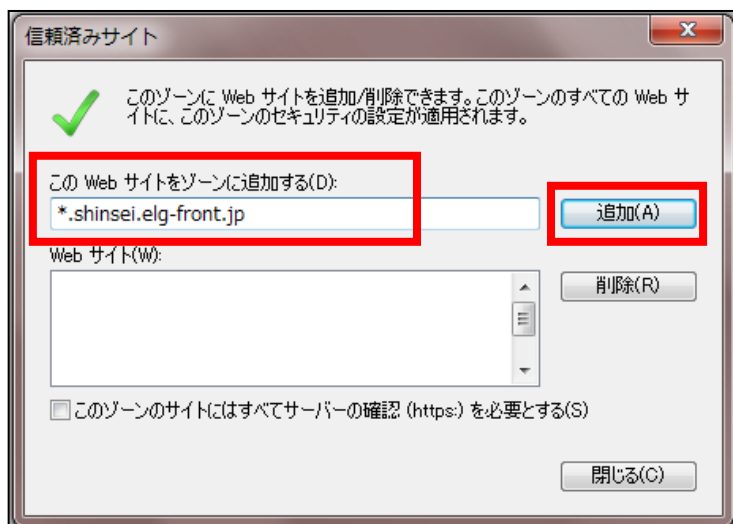 信頼済みサイト
このゾーンに Web サイトを追加/削除できます。このゾーンのすべての Web サ
イトに、このゾーンのセキュリティの設定が適用されます。
この Web サイトをゾーンに追加する(D):
*.shinsei.elg-front.jp
追加(A)
Web サイト(W):
削除(R)
このゾーンのサイトにはすべてサーバーの確認 (https:) を必要とする(S)
閉じる(C)